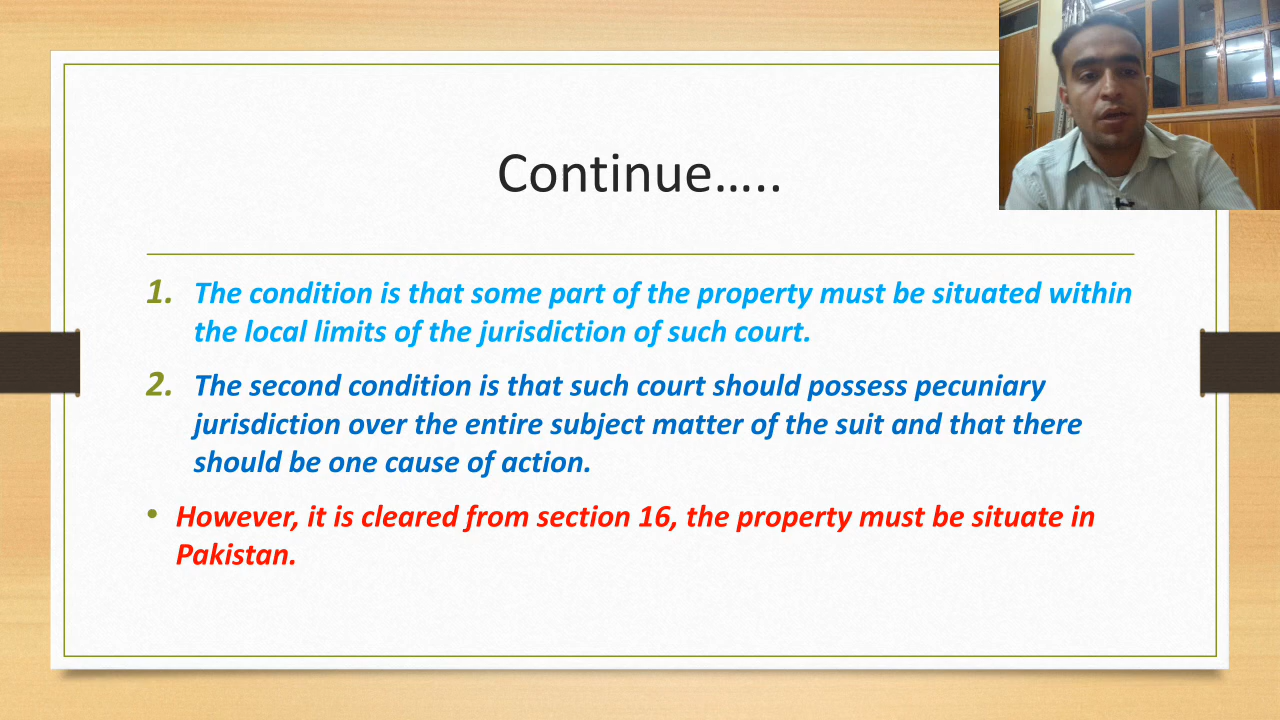 Continue…..
1. The condition is that some part of the property must be situated within
the local limits of the jurisdiction of such court.
2. The second condition is that such court should possess pecuniary
jurisdiction over the entire subject matter of the suit and that there
should be one cause of action.
• However, it is cleared from section 16, the property must be situate in
Pakistan.